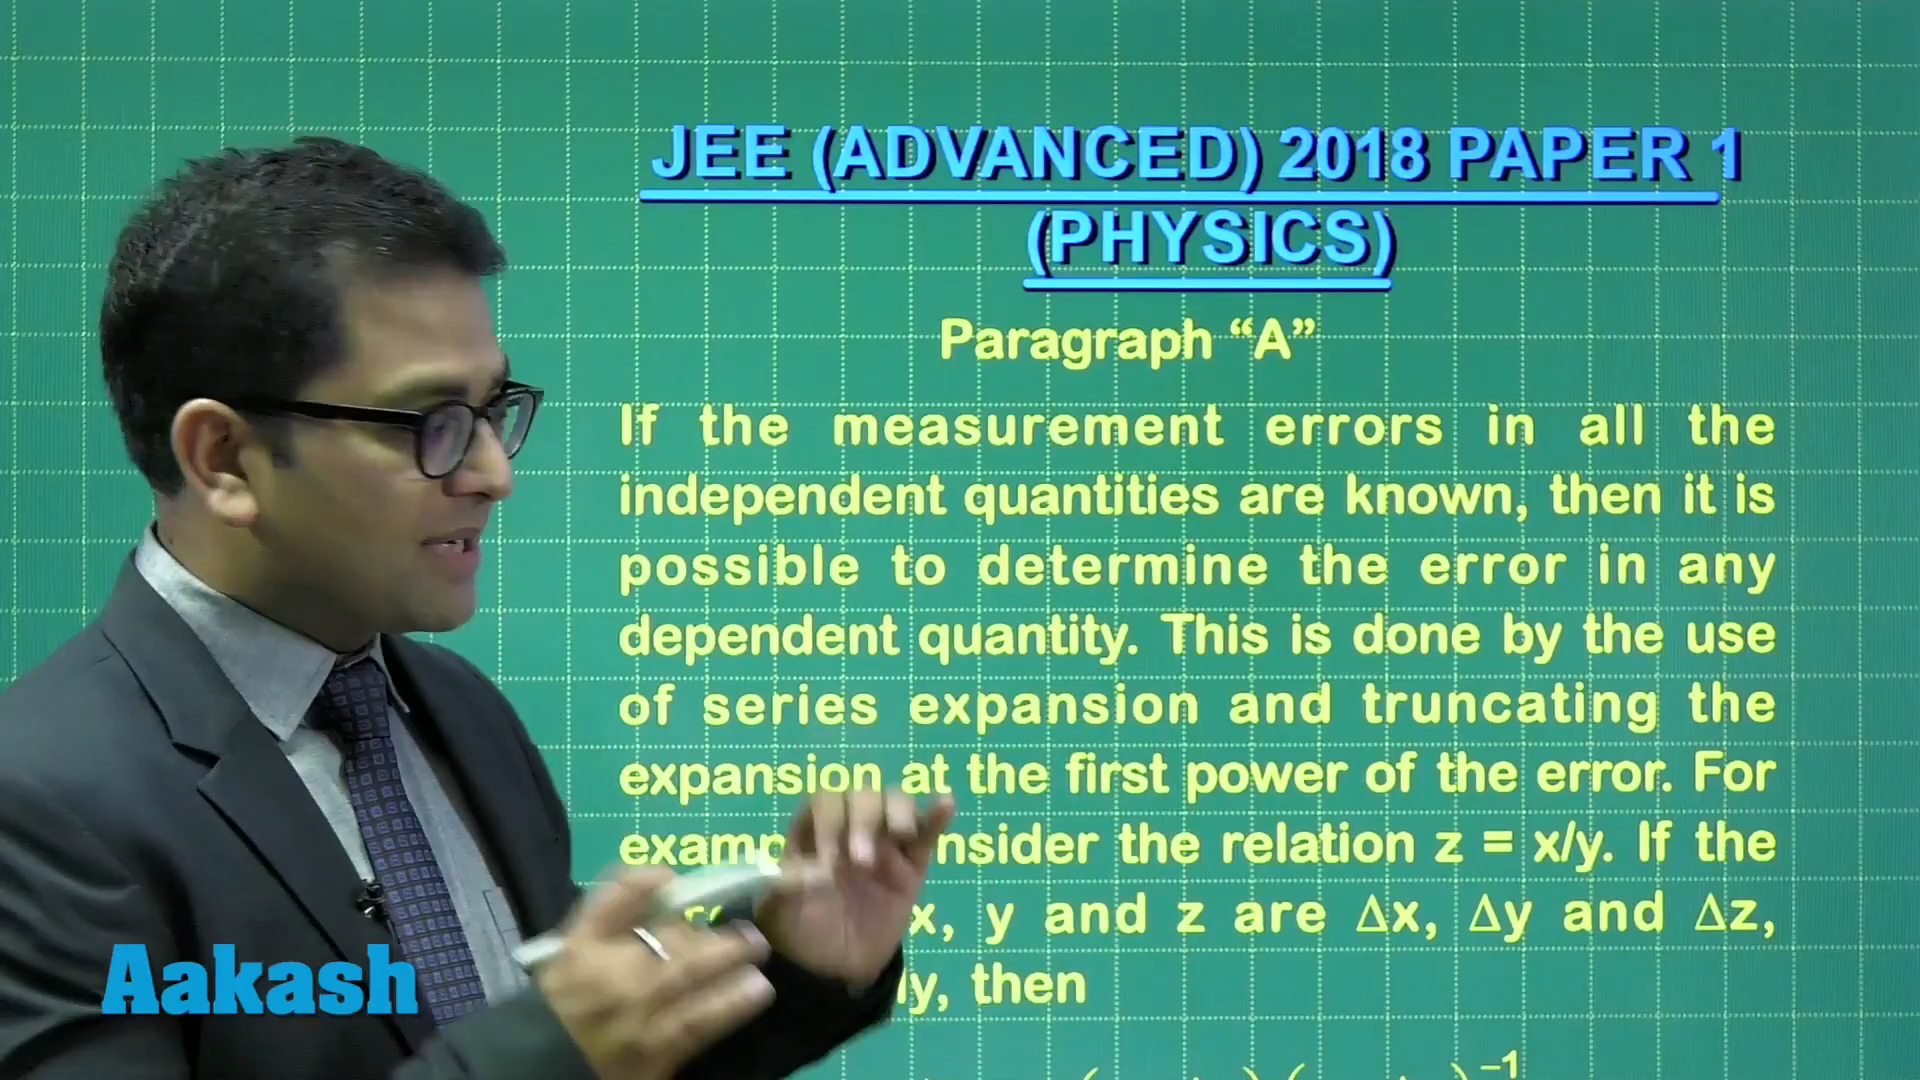 JEE (ADVANCED) 2018 PAPER 1
(PHYSICS)
Paragraph “A”
If the measurement errors in all the
independent quantities are known, then it is
possible to determine the error in any
dependent quantity. This is done by the use
of series expansion and truncating the
expansion at the first power of the error. For
the relation z = x/y. If the
x, y and z are Δx, Δy and Δz,
then
–1
Aakash